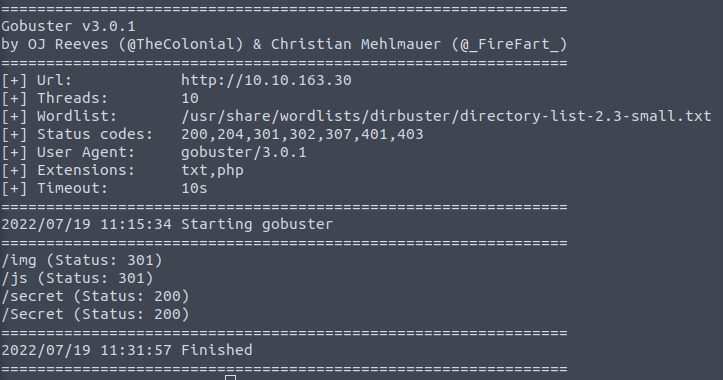 ===============================================================
Gobuster v3.0.1
by OJ Reeves (@TheColonial) & Christian Mehlmauer (@_FireFart_)
===============================================================
[+] Url:            http://10.10.163.30
[+] Threads:        10
[+] Wordlist:       /usr/share/wordlists/dirbuster/directory-list-2.3-small.txt
[+] Status codes:   200,204,301,302,307,401,403
[+] User Agent:     gobuster/3.0.1
[+] Extensions:     txt,php
[+] Timeout:        10s
===============================================================
2022/07/19 11:15:34 Starting gobuster
===============================================================
/img (Status: 301)
/js (Status: 301)
/secret (Status: 200)
/Secret (Status: 200)
===============================================================
2022/07/19 11:31:57 Finished
===============================================================